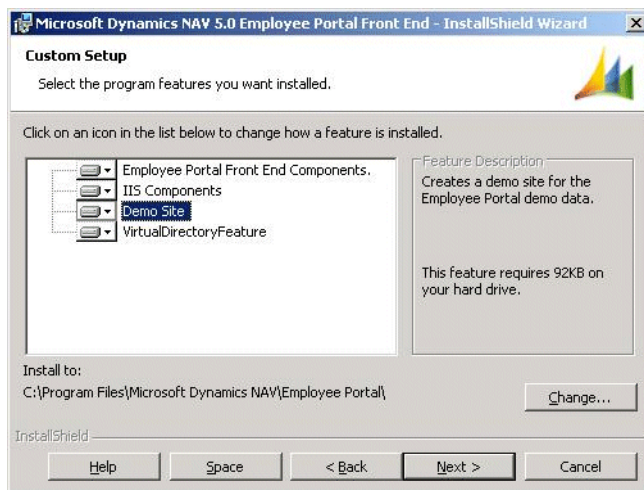 Microsoft Dynamics NAV 5.0 Employee Portal Front End - InstallShield Wizard
Custom Setup
Select the program features you want installed.
Click on an icon in the list below to change how a feature is installed.
Employee Portal Front End Components.
IIS Components
Demo Site
VirtualDirectoryFeature
Feature Description
Creates a demo site for the
Employee Portal demo data.
This feature requires 92KB on
your hard drive.
Install to:
C:\Program Files\Microsoft Dynamics NAV\Employee Portal\
Change...
InstallShield
Help
Space
< Back
Next >
Cancel